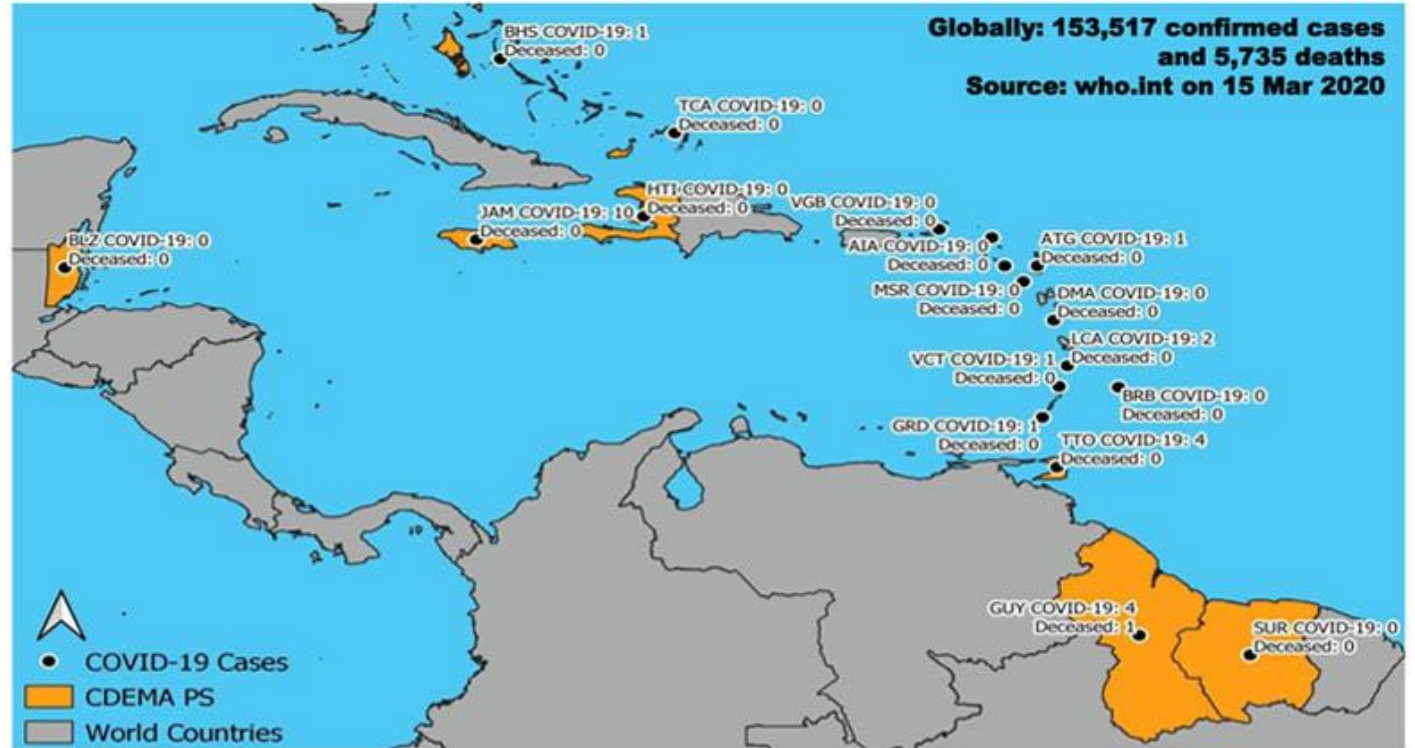 Globally: 153,517 confirmed cases
and 5,735 deaths
Source: who.int on 15 Mar 2020
BHS COVID-19: 1
Deceased: 0
TCA COVID-19: 0
Deceased: 0
HTI COVID-19: 0
Deceased: 0
JAM COVID-19: 10
Deceased: 0
BLZ COVID-19: 0
Deceased: 0
VGB COVID-19: 0
Deceased: 0
AIA COVID-19: 0
Deceased: 0
ATG COVID-19: 1
Deceased: 0
MSR COVID-19: 0
Deceased: 0
DMA COVID-19: 0
Deceased: 0
LCA COVID-19: 2
Deceased: 0
VCT COVID-19: 1
Deceased: 0
BRB COVID-19: 0
Deceased: 0
GRD COVID-19: 1
Deceased: 0
TTO COVID-19: 4
Deceased: 0
GUY COVID-19: 4
Deceased: 1
SUR COVID-19: 0
Deceased: 0
COVID-19 Cases
CDEMA PS
World Countries